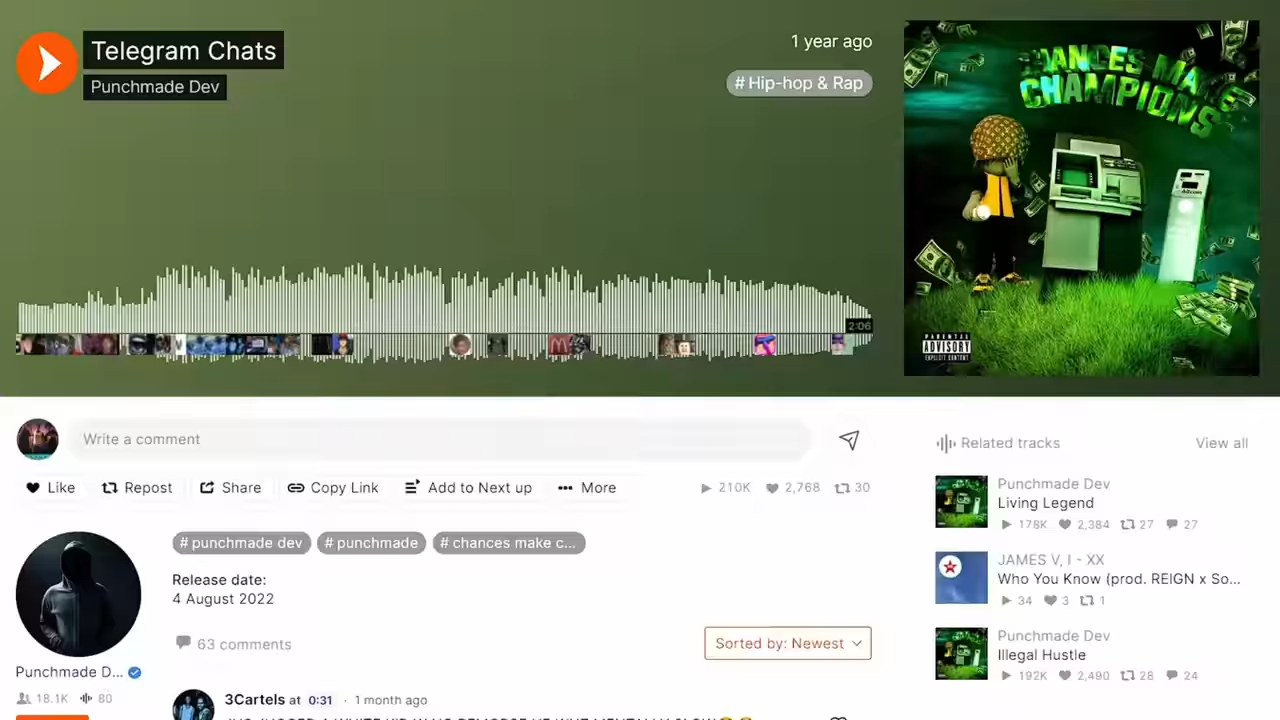 Telegram Chats
Punchmade Dev
1 year ago
# Hip-hop & Rap
CHANCES MAKE
CHAMPIONS
PARENTAL
ADVISORY
EXPLICIT CONTENT
2:06
Write a comment
Like
Repost
Share
Copy Link
Add to Next up
More
210K
2,768
30
# punchmade dev
# punchmade
# chances make c...
Release date:
4 August 2022
63 comments
Sorted by: Newest
Punchmade D...
18.1K
80
3Cartels at 0:31 · 1 month ago
Related tracks
View all
Punchmade Dev
Living Legend
178K
2,384
27
27
JAMES V, I - XX
Who You Know (prod. REIGN x So...
34
3
1
Punchmade Dev
Illegal Hustle
192K
2,490
28
24